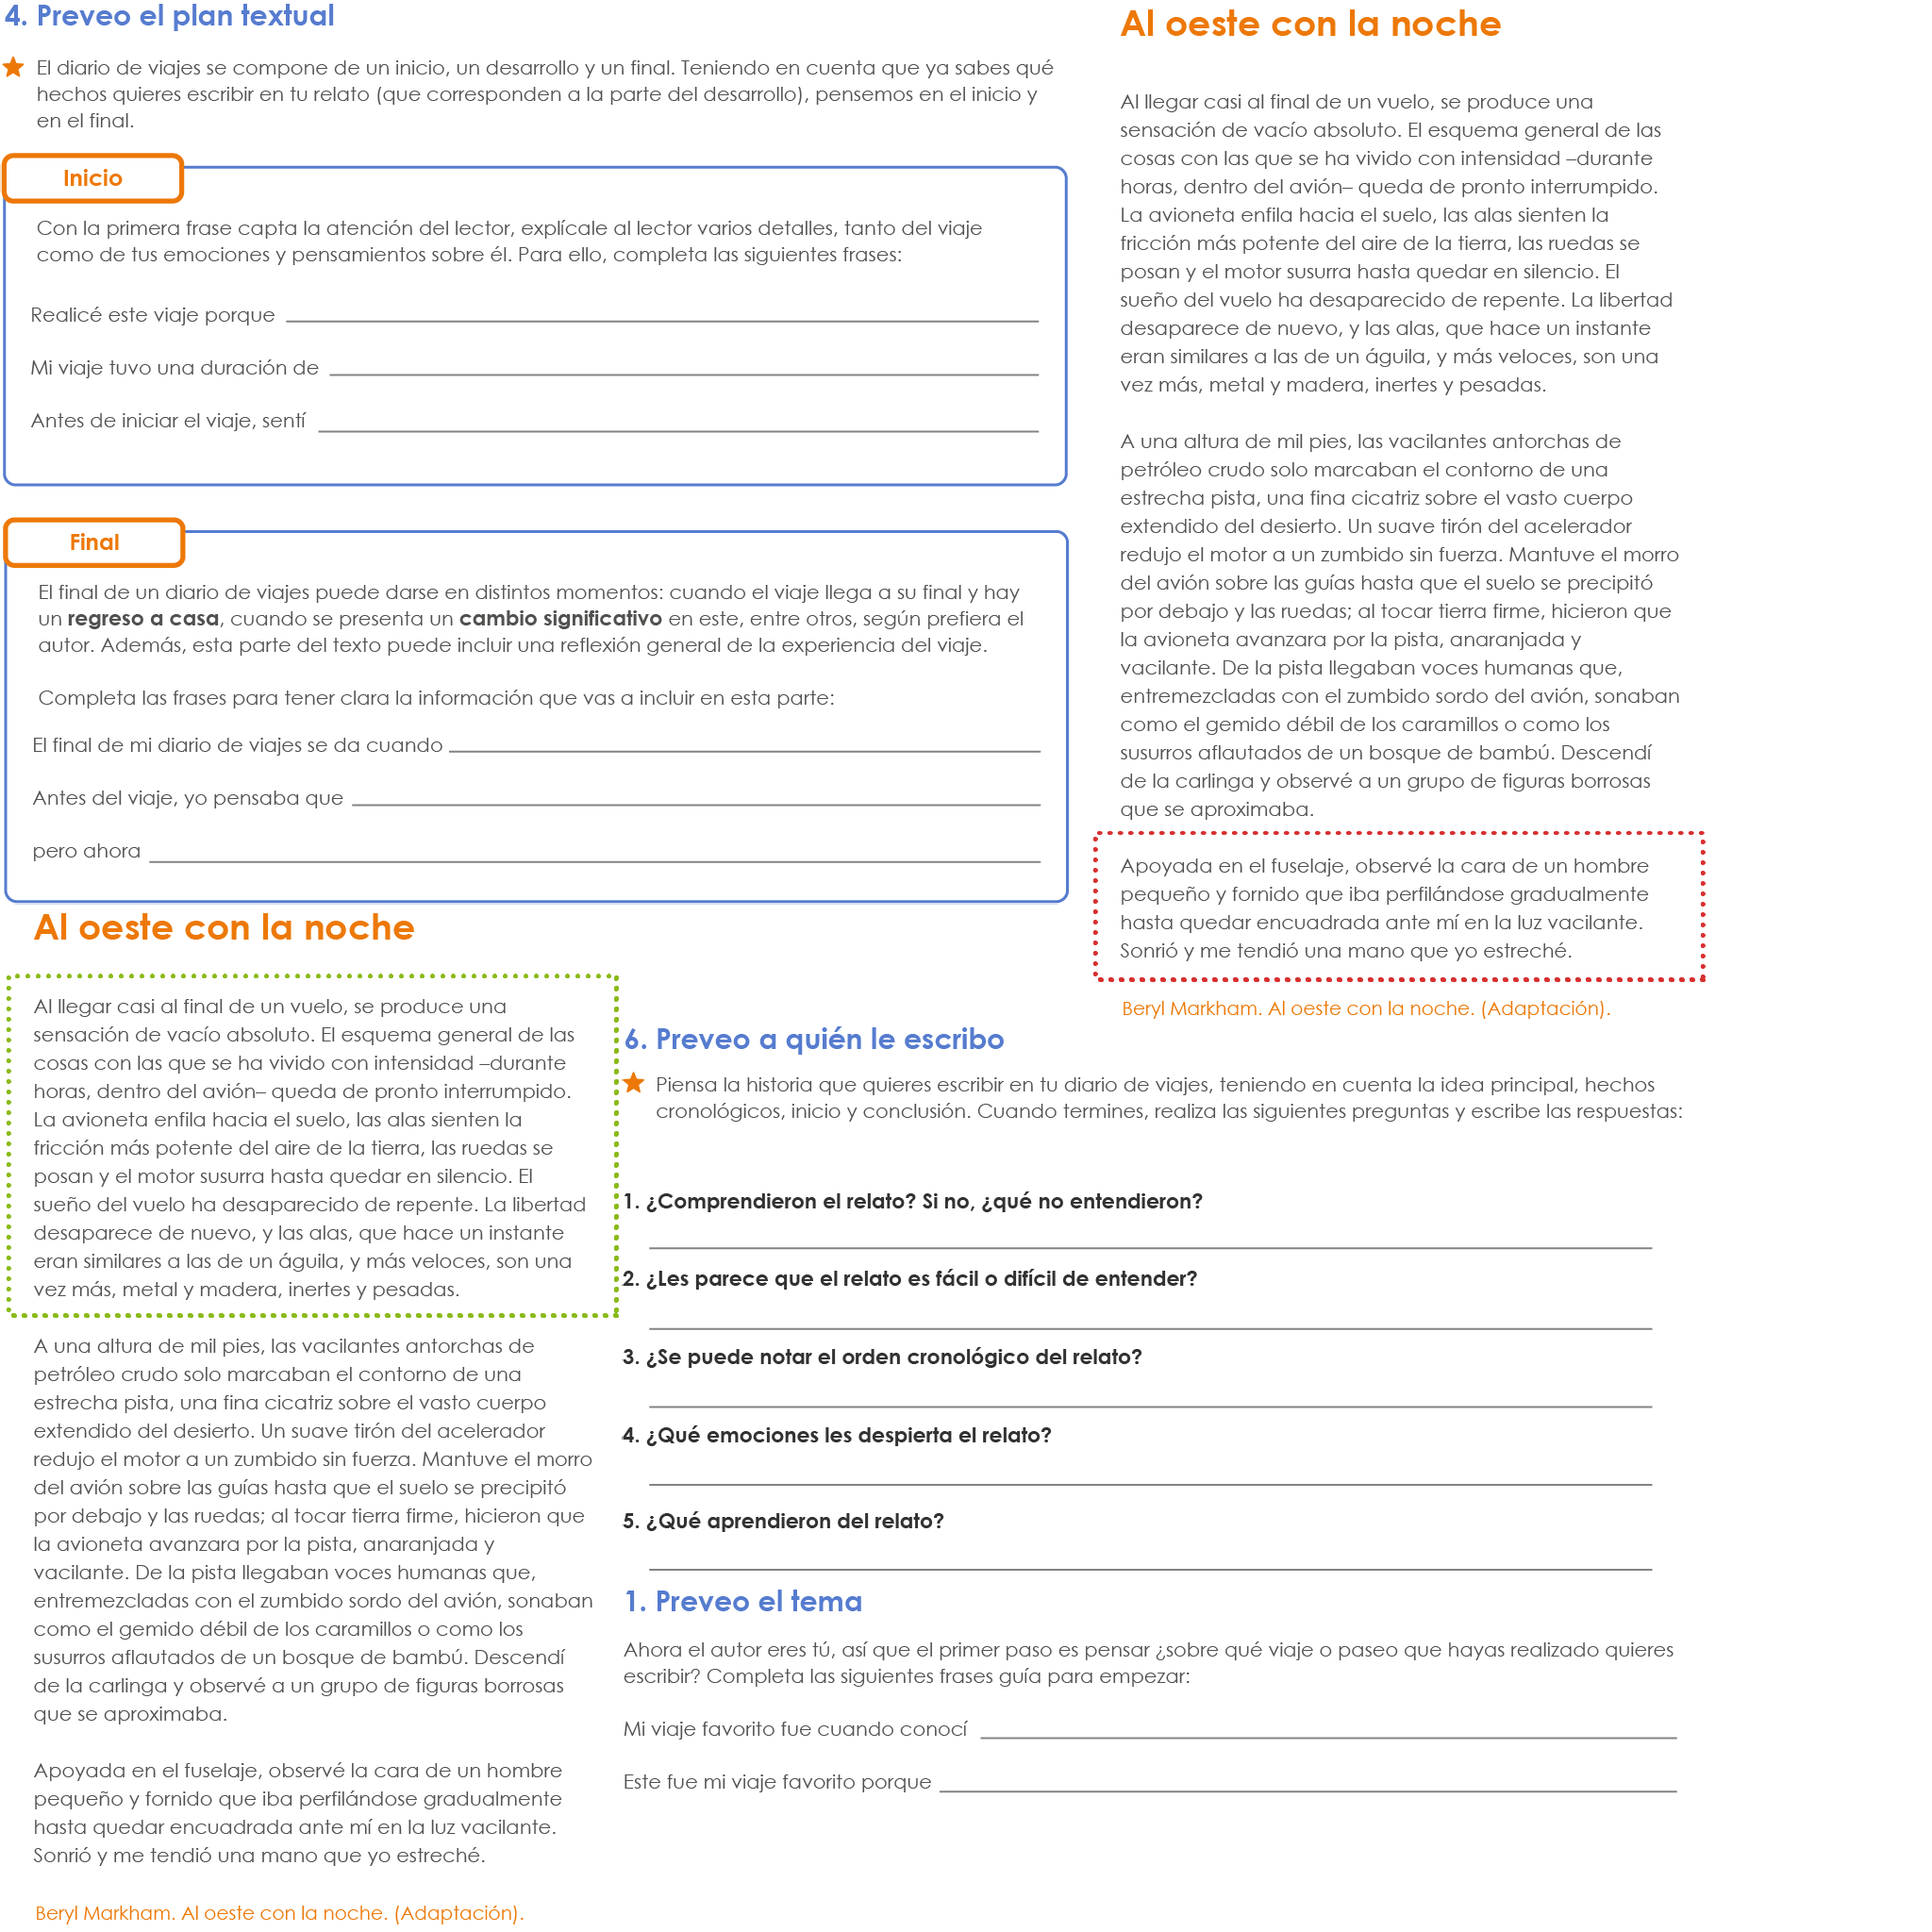 4. Preveo el plan textual
El diario de viajes se compone de un inicio, un desarrollo y un final. Teniendo en cuenta que ya sabes qué
hechos quieres escribir en tu relato (que corresponden a la parte del desarrollo), pensemos en el inicio y
en el final.
Inicio
Con la primera frase capta la atención del lector, explícale al lector varios detalles, tanto del viaje
como de tus emociones y pensamientos sobre él. Para ello, completa las siguientes frases:
Realicé este viaje porque
Mi viaje tuvo una duración de
Antes de iniciar el viaje, sentí
Final
El final de un diario de viajes puede darse en distintos momentos: cuando el viaje llega a su final y hay
un regreso a casa, cuando se presenta un cambio significativo en este, entre otros, según prefiera el
autor. Además, esta parte del texto puede incluir una reflexión general de la experiencia del viaje.
Completa las frases para tener clara la información que vas a incluir en esta parte:
El final de mi diario de viajes se da cuando
Antes del viaje, yo pensaba que
pero ahora
Al oeste con la noche
Al llegar casi al final de un vuelo, se produce una
sensación de vacío absoluto. El esquema general de las
cosas con las que se ha vivido con intensidad –durante
horas, dentro del avión– queda de pronto interrumpido.
La avioneta enfila hacia el suelo, las alas sienten la
fricción más potente del aire de la tierra, las ruedas se
posan y el motor susurra hasta quedar en silencio. El
sueño del vuelo ha desaparecido de repente. La libertad
desaparece de nuevo, y las alas, que hace un instante
eran similares a las de un águila, y más veloces, son una
vez más, metal y madera, inertes y pesadas.
A una altura de mil pies, las vacilantes antorchas de
petróleo crudo solo marcaban el contorno de una
estrecha pista, una fina cicatriz sobre el vasto cuerpo
extendido del desierto. Un suave tirón del acelerador
redujo el motor a un zumbido sin fuerza. Mantuve el morro
del avión sobre las guías hasta que el suelo se precipitó
por debajo y las ruedas; al tocar tierra firme, hicieron que
la avioneta avanzara por la pista, anaranjada y
vacilante. De la pista llegaban voces humanas que,
entremezcladas con el zumbido sordo del avión, sonaban
como el gemido débil de los caramillos o como los
susurros aflautados de un bosque de bambú. Descendí
de la carlinga y observé a un grupo de figuras borrosas
que se aproximaba.
Apoyada en el fuselaje, observé la cara de un hombre
pequeño y fornido que iba perfilándose gradualmente
hasta quedar encuadrada ante mí en la luz vacilante.
Sonrió y me tendió una mano que yo estreché.
Beryl Markham. Al oeste con la noche. (Adaptación).
Al oeste con la noche
Al llegar casi al final de un vuelo, se produce una
sensación de vacío absoluto. El esquema general de las
cosas con las que se ha vivido con intensidad –durante
horas, dentro del avión– queda de pronto interrumpido.
La avioneta enfila hacia el suelo, las alas sienten la
fricción más potente del aire de la tierra, las ruedas se
posan y el motor susurra hasta quedar en silencio. El
sueño del vuelo ha desaparecido de repente. La libertad
desaparece de nuevo, y las alas, que hace un instante
eran similares a las de un águila, y más veloces, son una
vez más, metal y madera, inertes y pesadas.
A una altura de mil pies, las vacilantes antorchas de
petróleo crudo solo marcaban el contorno de una
estrecha pista, una fina cicatriz sobre el vasto cuerpo
extendido del desierto. Un suave tirón del acelerador
redujo el motor a un zumbido sin fuerza. Mantuve el morro
del avión sobre las guías hasta que el suelo se precipitó
por debajo y las ruedas; al tocar tierra firme, hicieron que
la avioneta avanzara por la pista, anaranjada y
vacilante. De la pista llegaban voces humanas que,
entremezcladas con el zumbido sordo del avión, sonaban
como el gemido débil de los caramillos o como los
susurros aflautados de un bosque de bambú. Descendí
de la carlinga y observé a un grupo de figuras borrosas
que se aproximaba.
Apoyada en el fuselaje, observé la cara de un hombre
pequeño y fornido que iba perfilándose gradualmente
hasta quedar encuadrada ante mí en la luz vacilante.
Sonrió y me tendió una mano que yo estreché.
Beryl Markham. Al oeste con la noche. (Adaptación).
6. Preveo a quién le escribo
Piensa la historia que quieres escribir en tu diario de viajes, teniendo en cuenta la idea principal, hechos
cronológicos, inicio y conclusión. Cuando termines, realiza las siguientes preguntas y escribe las respuestas:
1. ¿Comprendieron el relato? Si no, ¿qué no entendieron?
2. ¿Les parece que el relato es fácil o difícil de entender?
3. ¿Se puede notar el orden cronológico del relato?
4. ¿Qué emociones les despierta el relato?
5. ¿Qué aprendieron del relato?
1. Preveo el tema
Ahora el autor eres tú, así que el primer paso es pensar ¿sobre qué viaje o paseo que hayas realizado quieres
escribir? Completa las siguientes frases guía para empezar:
Mi viaje favorito fue cuando conocí
Este fue mi viaje favorito porque